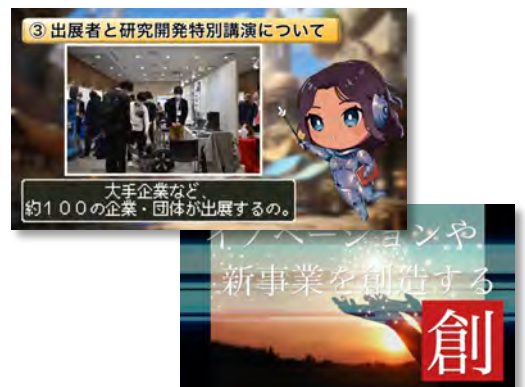 ③出展者と研究開発特別講演について
大手企業など、
約100の企業・団体が出展するの。
イノベーションや
新事業を創造する
創